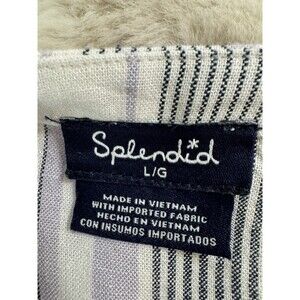 Splendid
L/G
MADE IN VIETNAM
WITH IMPORTED FABRIC
HECHO EN VIETNAM
CON INSUMOS IMPORTADOS